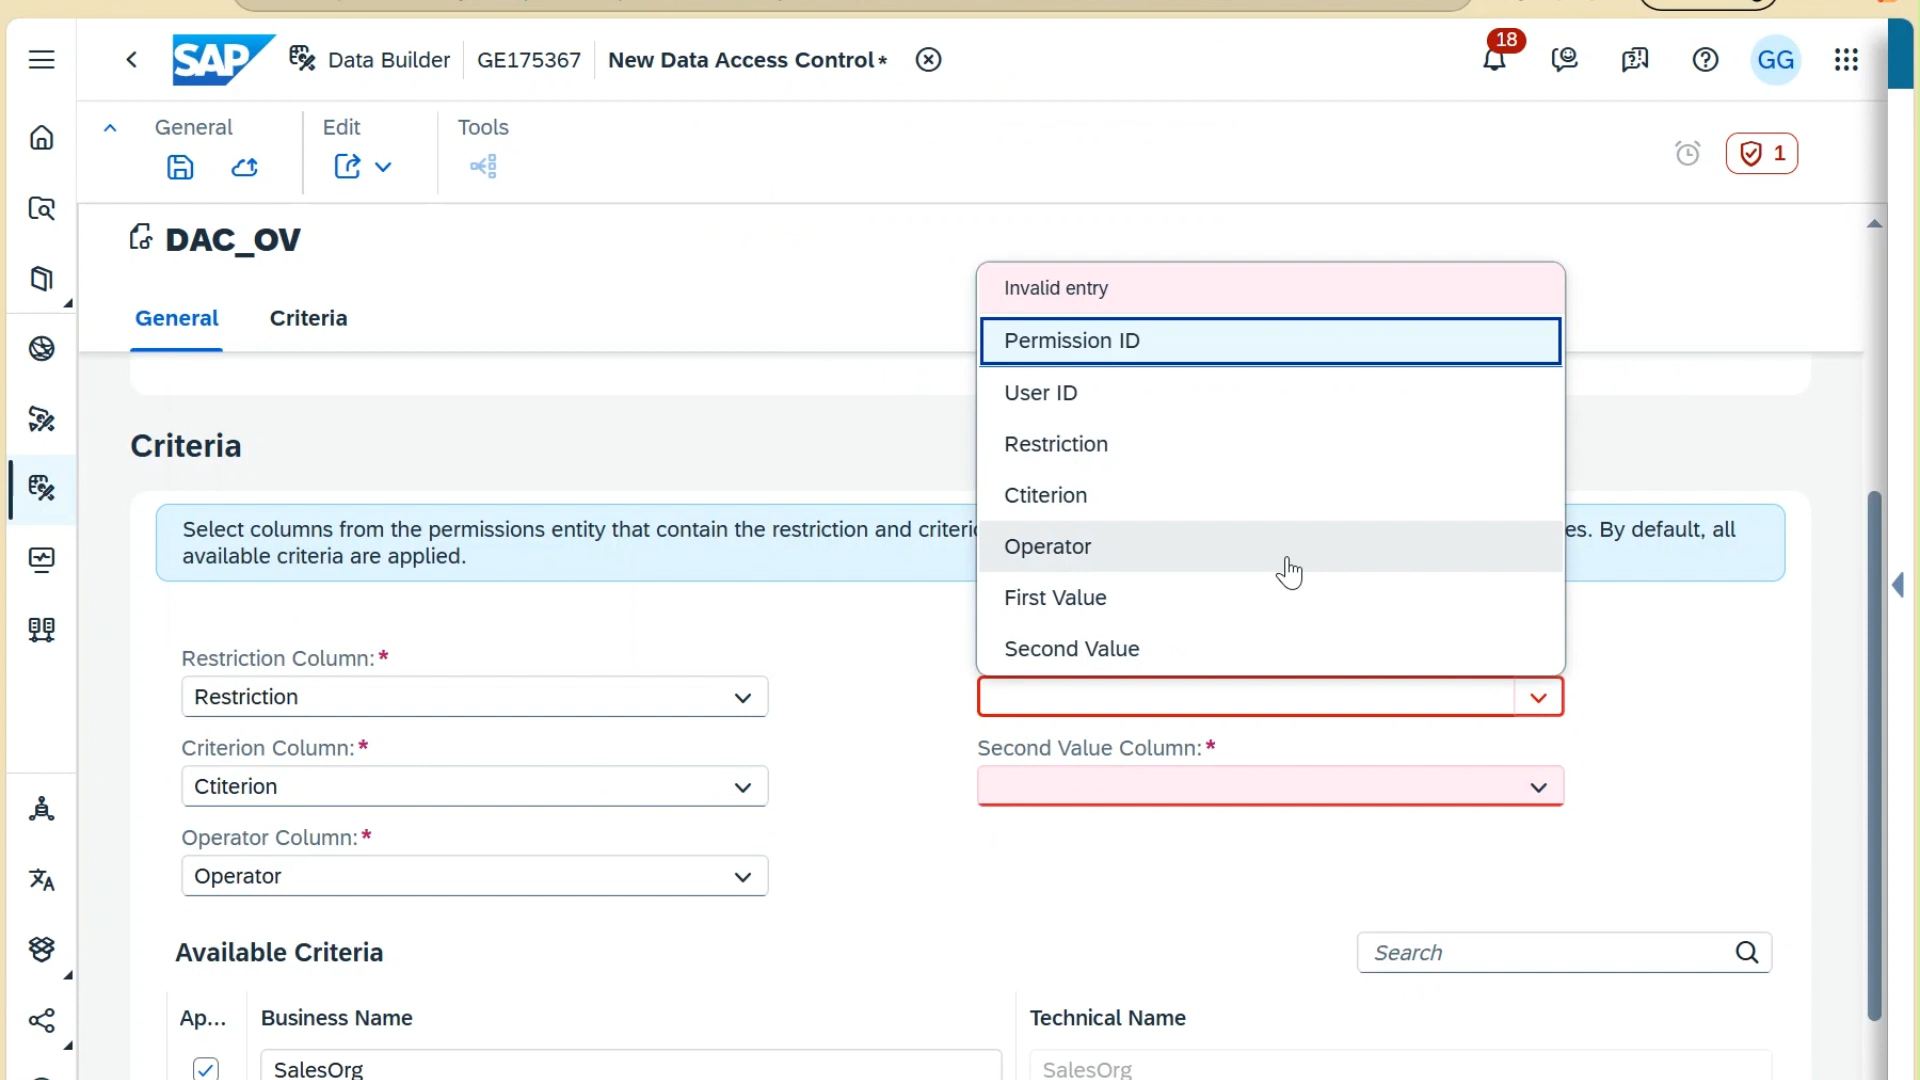 SAP Data Builder GE175367 New Data Access Control* 18 GG
General Edit Tools
1
DAC_OV
General Criteria
Invalid entry
Permission ID
User ID
Restriction
Ctiterion
Operator
First Value
Second Value
Criteria
Select columns from the permissions entity that contain the restriction and criteri es. By default, all
available criteria are applied.
Restriction Column:*
Restriction
Criterion Column:*
Ctiterion
Second Value Column:*
Operator Column:*
Operator
Available Criteria
Search
Ap... Business Name Technical Name
SalesOrg SalesOrg